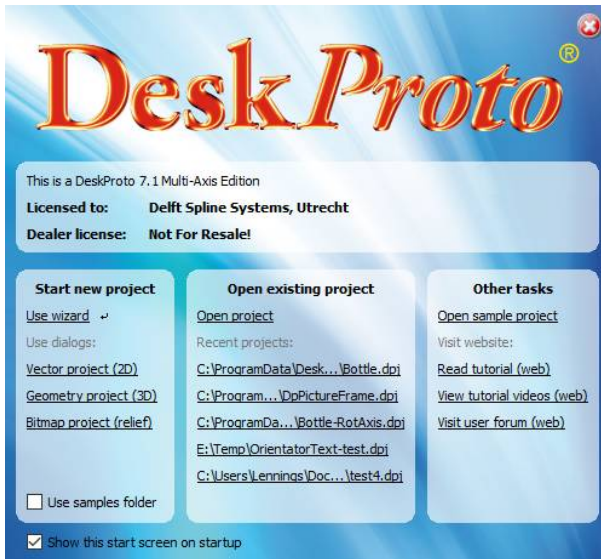 DeskProto®
This is a DeskProto 7.1 Multi-Axis Edition
Licensed to: Delft Spline Systems, Utrecht
Dealer license: Not For Resale!
Start new project
Use wizard ↵
Use dialogs:
Vector project (2D)
Geometry project (3D)
Bitmap project (relief)
Use samples folder
Open existing project
Open project
Recent projects:
C:\ProgramData\Desk...\Bottle.dpj
C:\Program...\DpPictureFrame.dpj
C:\ProgramDa...\Bottle-RotAxis.dpj
E:\Temp\OrientatorText-test.dpj
C:\Users\Lennings\Doc...\test4.dpj
Other tasks
Open sample project
Visit website:
Read tutorial (web)
View tutorial videos (web)
Visit user forum (web)
Show this start screen on startup